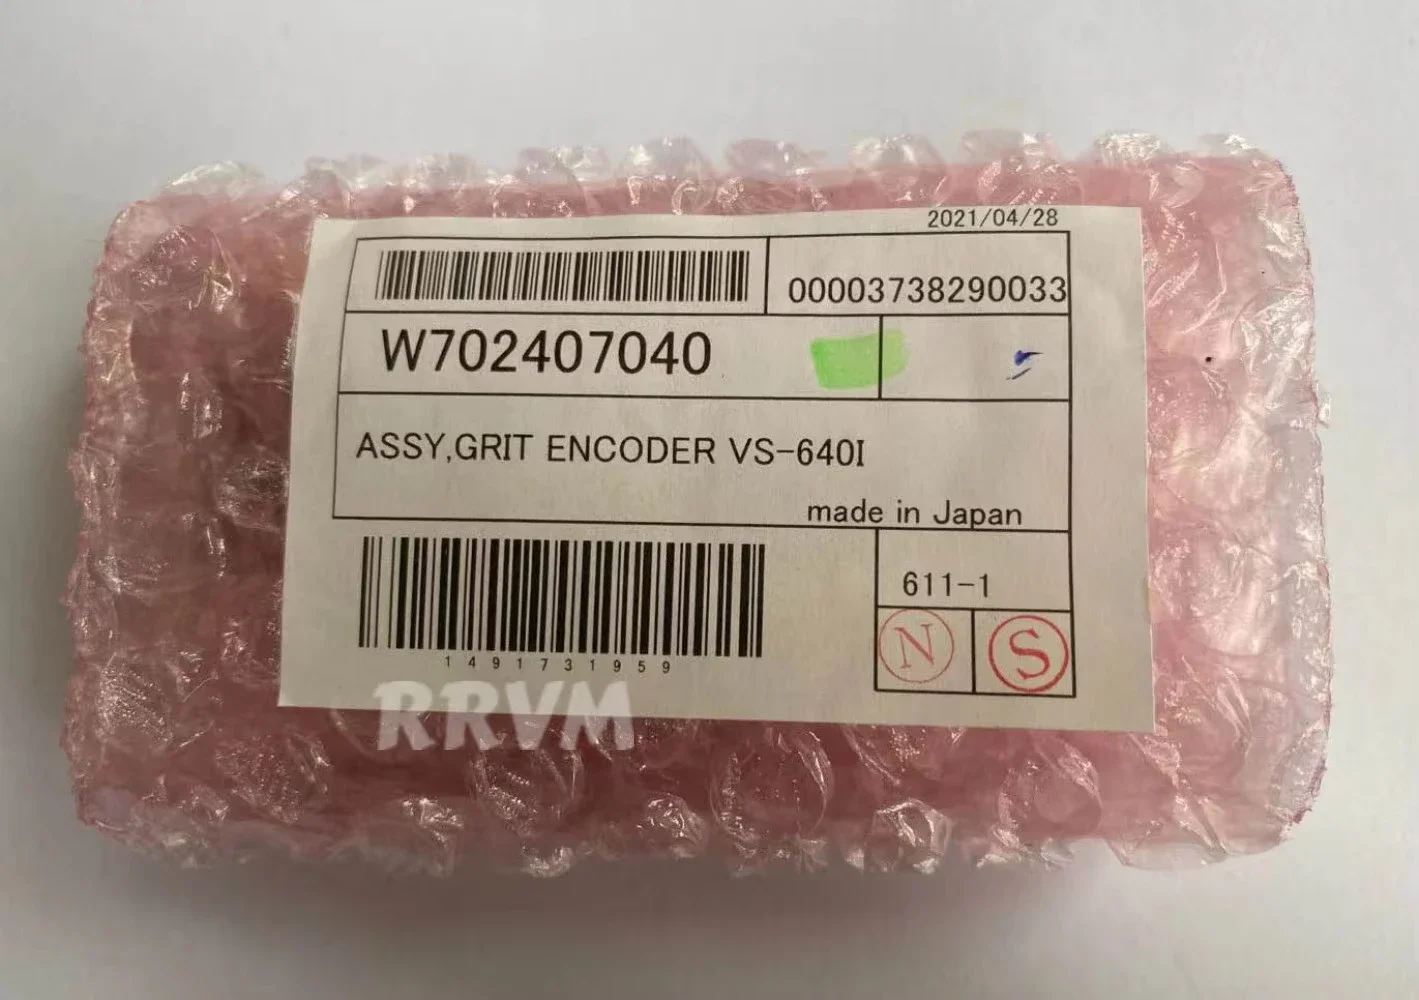 2021/04/28
00003738290033
W702407040
ASSY,GRIT ENCODER VS-640I
made in Japan
611-1
N S
1491731959
RRVM